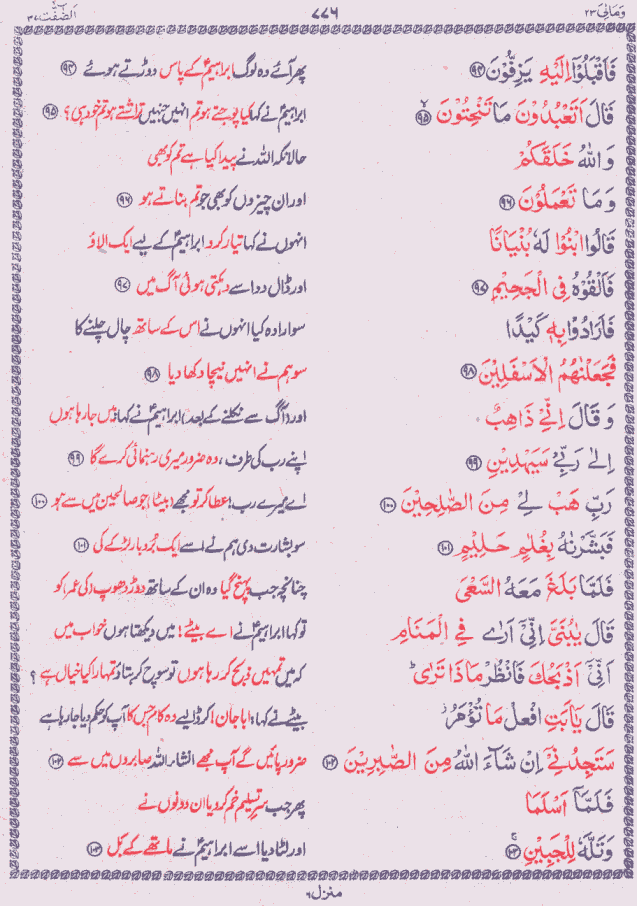 وَمَالِیَ ۲۳ ۷۷۶ الصّٰفّٰت ۳۷
فَاَقْبَلُوْۤا اِلَيْهِ يَزِفُّوْنَ ﴿۹۴﴾ پھر آئے وہ لوگ ابراہیمؑ کے پاس دوڑتے ہوئے ﴿۹۴﴾
قَالَ اَتَعْبُدُوْنَ مَا تَنْحِتُوْنَ ﴿۹۵﴾ ابراہیمؑ نے کہا کیا پوجتے ہو تم انہیں جنہیں تراشتے ہو تم خود ہی؟ ﴿۹۵﴾
وَاللّٰهُ خَلَقَكُمْ حالانکہ اللہ نے پیدا کیا ہے تم کو بھی
وَمَا تَعْمَلُوْنَ ﴿۹۶﴾ اور ان چیزوں کو بھی جو تم بناتے ہو ﴿۹۶﴾
قَالُوا ابْنُوْا لَهٗ بُنْيَانًا انہوں نے کہا تیار کرو ابراہیمؑ کے لیے ایک الاؤ
فَاَلْقُوْهُ فِی الْجَحِيْمِ ﴿۹۷﴾ اور ڈال دو اسے دہکتی ہوئی آگ میں ﴿۹۷﴾
فَاَرَادُوْا بِهٖ كَيْدًا سو ارادہ کیا انہوں نے اس کے ساتھ چال چلنے کا
فَجَعَلْنٰهُمُ الْاَسْفَلِيْنَ ﴿۹۸﴾ سو ہم نے انہیں نیچا دکھا دیا ﴿۹۸﴾
وَقَالَ اِنِّیْ ذَاهِبٌ اور (آگ سے نکلنے کے بعد) ابراہیمؑ نے کہا: میں جا رہا ہوں
اِلٰی رَبِّیْ سَيَهْدِيْنِ ﴿۹۹﴾ اپنے رب کی طرف، وہ ضرور میری رہنمائی کرے گا ﴿۹۹﴾
رَبِّ هَبْ لِیْ مِنَ الصّٰلِحِيْنَ ﴿۱۰۰﴾ اے میرے رب! عطا کر تو مجھے (بیٹا) جو صالحین میں سے ہو ﴿۱۰۰﴾
فَبَشَّرْنٰهُ بِغُلٰمٍ حَلِيْمٍ ﴿۱۰۱﴾ سو بشارت دی ہم نے اسے ایک بردبار لڑکے کی ﴿۱۰۱﴾
فَلَمَّا بَلَغَ مَعَهُ السَّعْیَ چنانچہ جب پہنچ گیا وہ ان کے ساتھ دوڑ دھوپ (کی عمر) کو
قَالَ يٰبُنَیَّ اِنِّیْۤ اَرٰی فِی الْمَنَامِ تو کہا ابراہیمؑ نے اے بیٹے! میں دیکھتا ہوں خواب میں
اَنِّیْۤ اَذْبَحُكَ فَانْظُرْ مَاذَا تَرٰیؕ کہ میں تمہیں ذبح کر رہا ہوں تو سوچ کر بتاؤ تمہارا کیا خیال ہے؟
قَالَ يٰۤاَبَتِ افْعَلْ مَا تُؤْمَرُ بیٹے نے کہا: ابا جان! کر ڈالیے وہ کام جس کا آپ کو حکم دیا جا رہا ہے
سَتَجِدُنِیْۤ اِنْ شَآءَ اللّٰهُ مِنَ الصّٰبِرِيْنَ ﴿۱۰۲﴾ ضرور پائیں گے آپ مجھے انشاء اللہ صابروں میں سے ﴿۱۰۲﴾
فَلَمَّاۤ اَسْلَمَا پھر جب سر تسلیم خم کر دیا ان دونوں نے
وَتَلَّهٗ لِلْجَبِيْنِ ﴿۱۰۳﴾ اور لٹا دیا اسے ابراہیمؑ نے ماتھے کے بل ﴿۱۰۳﴾
منزل ۶